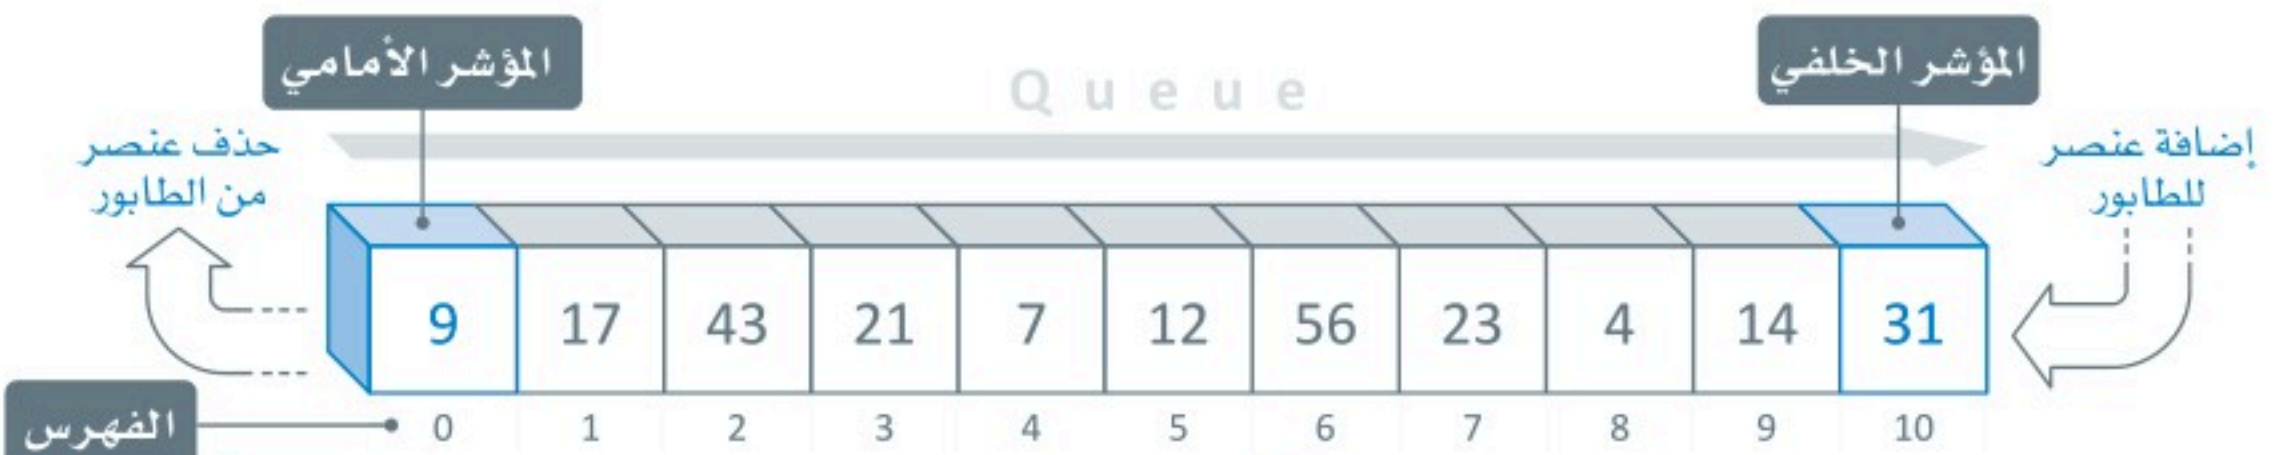 المؤشر الأمامي
Queue
المؤشر الخلفي
حذف عنصر
من الطابور
إضافة عنصر
للطابور
9 17 43 21 7 12 56 23 4 14 31
الفهرس
0 1 2 3 4 5 6 7 8 9 10